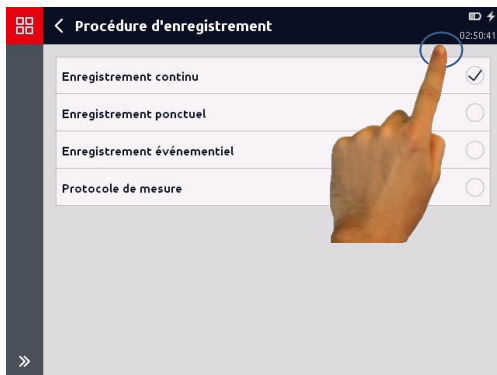 Procédure d'enregistrement
02:50:41
Enregistrement continu
Enregistrement ponctuel
Enregistrement événementiel
Protocole de mesure